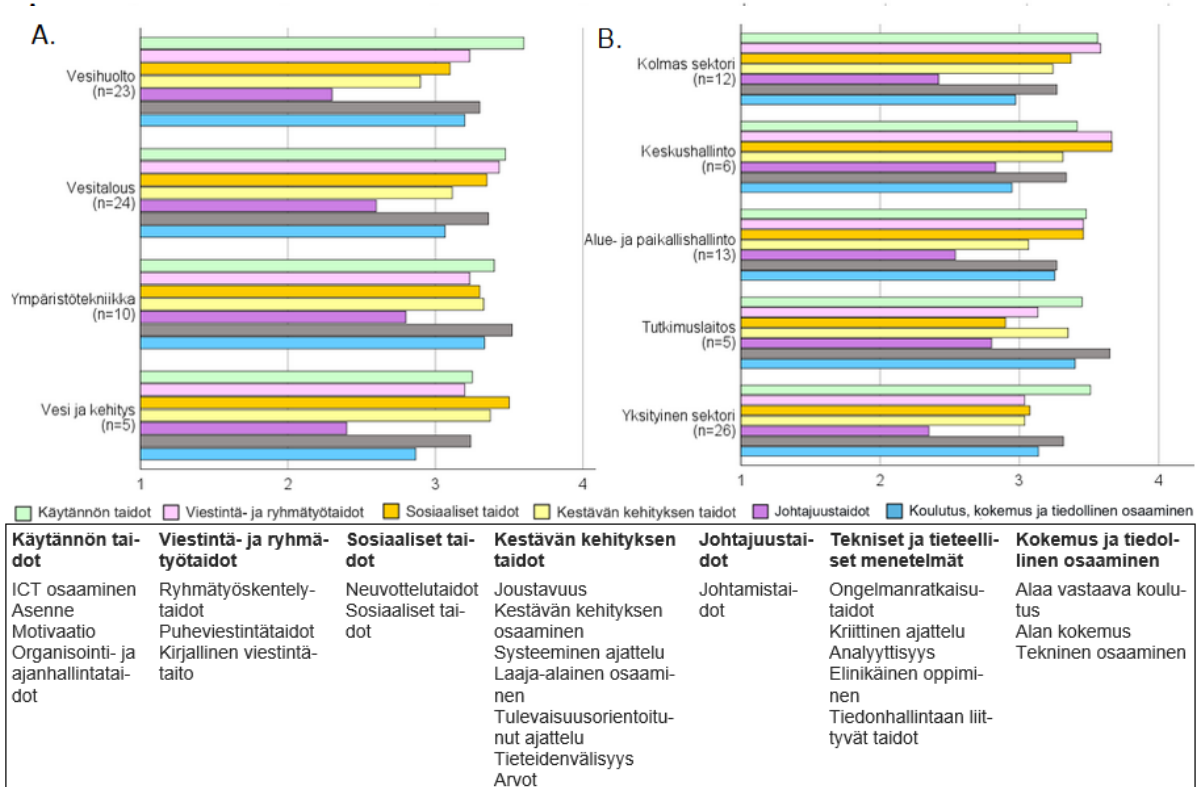 A.
Vesihuolto
(n=23)
Vesitalous
(n=24)
Ympäristötekniikka
(n=10)
Vesi ja kehitys
(n=5)
1
2
3
4
B.
Kolmas sektori
(n=12)
Keskushallinto
(n=6)
Alue- ja paikallishallinto
(n=13)
Tutkimuslaitos
(n=5)
Yksityinen sektori
(n=26)
1
2
3
4
Käytännön taidot
Viestintä- ja ryhmätyötaidot
Sosiaaliset taidot
Kestävän kehityksen taidot
Johtajuustaidot
Koulutus, kokemus ja tiedollinen osaaminen
Käytännön tai-
dot
ICT osaaminen
Asenne
Motivaatio
Organisointi- ja
ajanhallintatai-
dot
Viestintä- ja ryhmä-
työtaidot
Ryhmätyöskentely-
taidot
Puheviestintätaidot
Kirjallinen viestintä-
taito
Sosiaaliset tai-
dot
Neuvottelutaidot
Sosiaaliset tai-
dot
Kestävän kehityksen
taidot
Joustavuus
Kestävän kehityksen
osaaminen
Systeeminen ajattelu
Laaja-alainen osaami-
nen
Tulevaisuusorientoitu-
nut ajattelu
Tieteidenvälisyys
Arvot
Johtajuustai-
dot
Johtamistai-
dot
Tekniset ja tieteelli-
set menetelmät
Ongelmanratkaisu-
taidot
Kriittinen ajattelu
Analyyttisyys
Elinikäinen oppimi-
nen
Tiedonhallintaan liit-
tyvät taidot
Kokemus ja tiedol-
linen osaaminen
Alaa vastaava koulu-
tus
Alan kokemus
Tekninen osaaminen